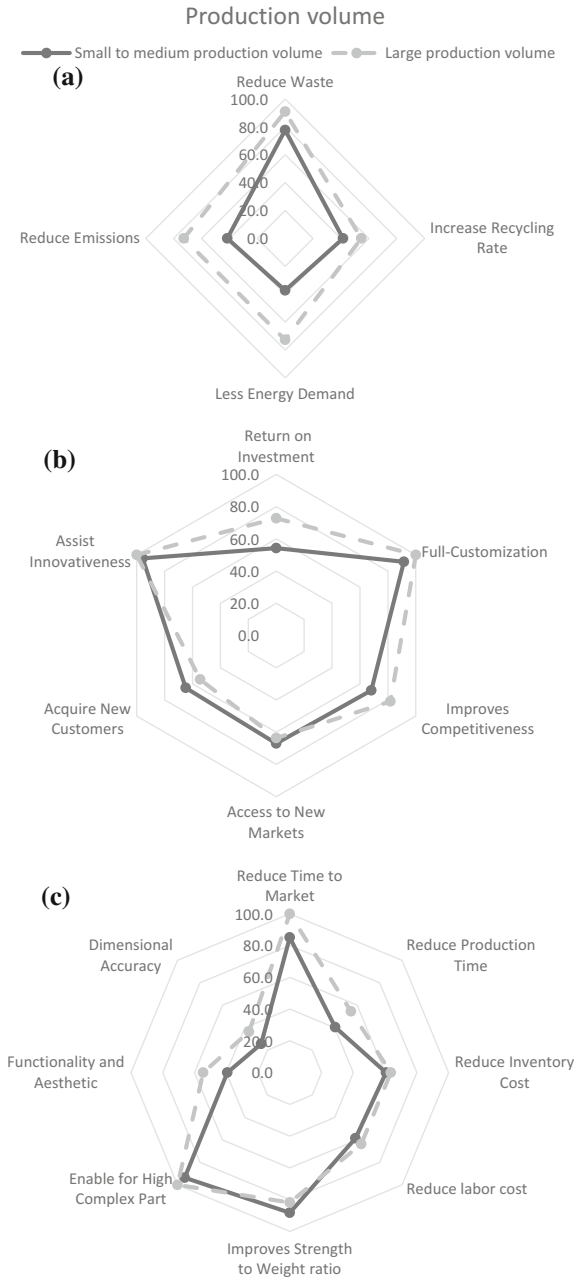 Production volume
Small to medium production volume
Large production volume
(a)
Reduce Waste
100.0
80.0
60.0
40.0
20.0
0.0
Reduce Emissions
Increase Recycling
Rate
Less Energy Demand
(b)
Return on
Investment
100.0
80.0
60.0
40.0
20.0
0.0
Assist
Innovativeness
Full-Customization
Acquire New
Customers
Improves
Competitiveness
Access to New
Markets
(c)
Reduce Time to
Market
100.0
80.0
60.0
40.0
20.0
0.0
Dimensional
Accuracy
Reduce Production
Time
Functionality and
Aesthetic
Reduce Inventory
Cost
Enable for High
Complex Part
Reduce labor cost
Improves Strength
to Weight ratio